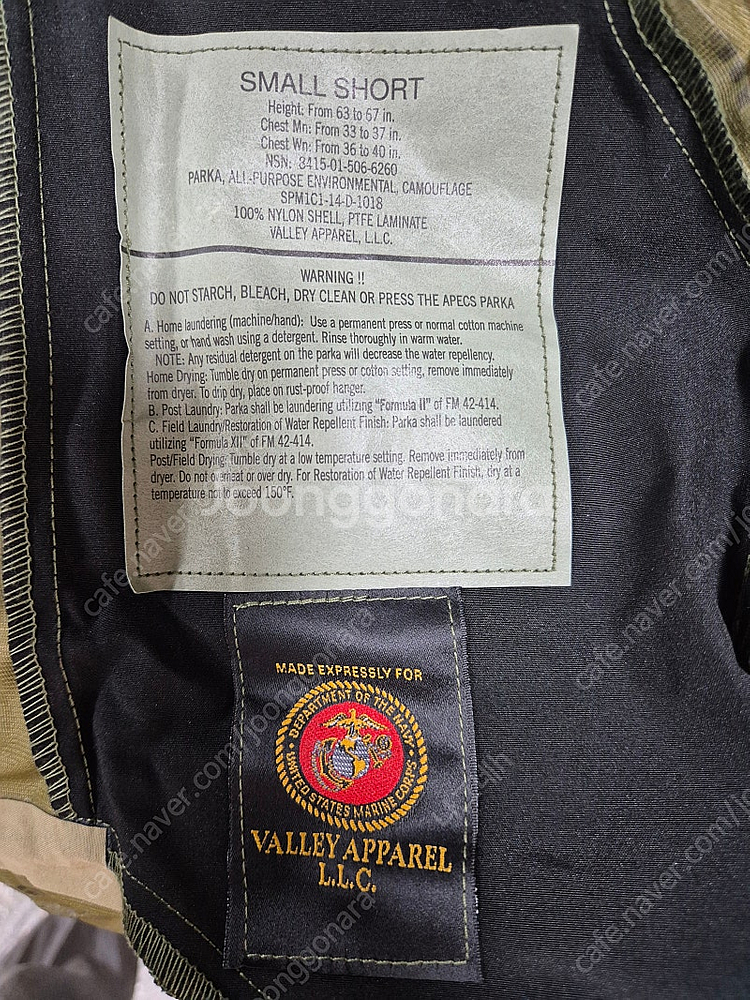 SMALL SHORT
Height: From 63 to 67 in.
Chest Mn: From 33 to 37 in.
Chest Wn: From 36 to 40 in.
NSN: 8415-01-506-6260
PARKA, ALL-PURPOSE ENVIRONMENTAL, CAMOUFLAGE
SPM1C1-14-D-1018
100% NYLON SHELL, PTFE LAMINATE
VALLEY APPAREL, L.L.C.
WARNING !!
DO NOT STARCH, BLEACH, DRY CLEAN OR PRESS THE APECS PARKA
A. Home laundering (machine/hand): Use a permanent press or normal cotton machine
setting, or hand wash using a detergent. Rinse thoroughly in warm water.
NOTE: Any residual detergent on the parka will decrease the water repellency.
Home Drying: Tumble dry on permanent press or cotton setting, remove immediately
from dryer. To drip dry, place on rust-proof hanger.
B. Post Laundry: Parka shall be laundering utilizing "Formula II" of FM 42-414.
C. Field Laundry/Restoration of Water Repellent Finish: Parka shall be laundered
utilizing "Formula XII" of FM 42-414.
Post/Field Drying: Tumble dry at a low temperature setting. Remove immediately from
dryer. Do not overheat or over dry. For Restoration of Water Repellent Finish, dry at a
temperature not to exceed 150°F.
Joonggonara
MADE EXPRESSLY FOR
DEPARTMENT OF THE NAVY
UNITED STATES MARINE CORPS
VALLEY APPAREL
L.L.C.